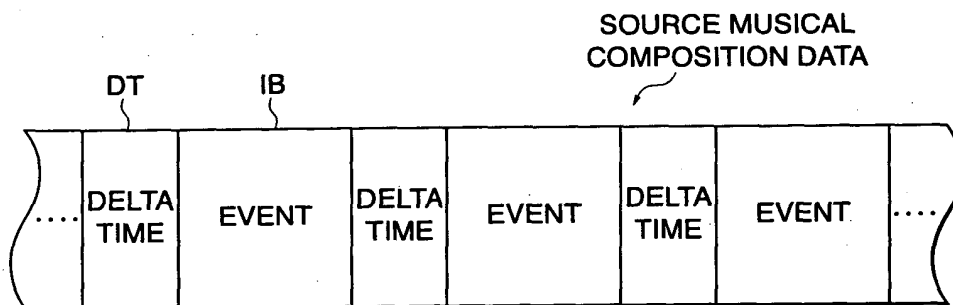 SOURCE MUSICAL
COMPOSITION DATA
DT
IB
.... DELTA TIME EVENT DELTA TIME EVENT DELTA TIME EVENT ....